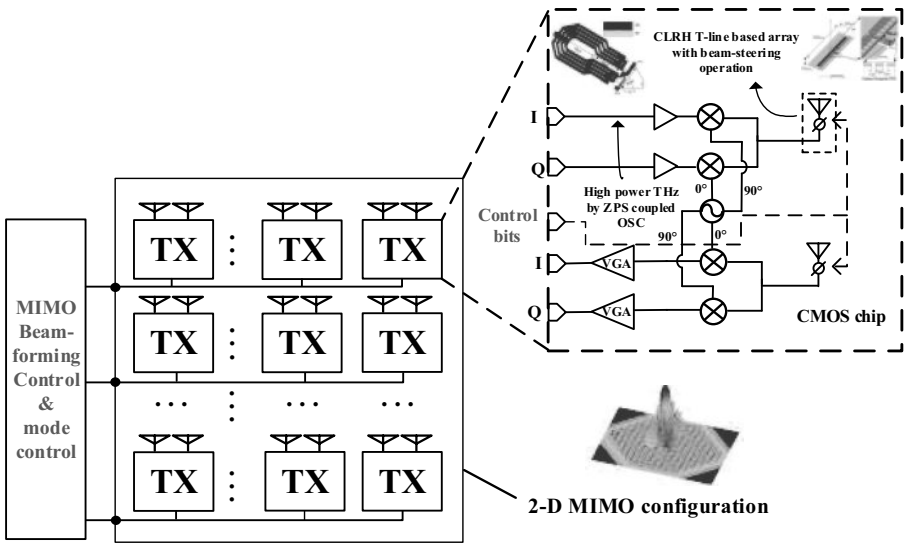 CLRH T-line based array
with beam-steering
operation
I
Q
0°
90°
High power THz
by ZPS coupled
OSC
Control
bits
90°
0°
I
VGA
Q
VGA
CMOS chip
MIMO
Beam-
forming
Control
&
mode
control
TX
TX
TX
TX
TX
TX
TX
TX
TX
2-D MIMO configuration